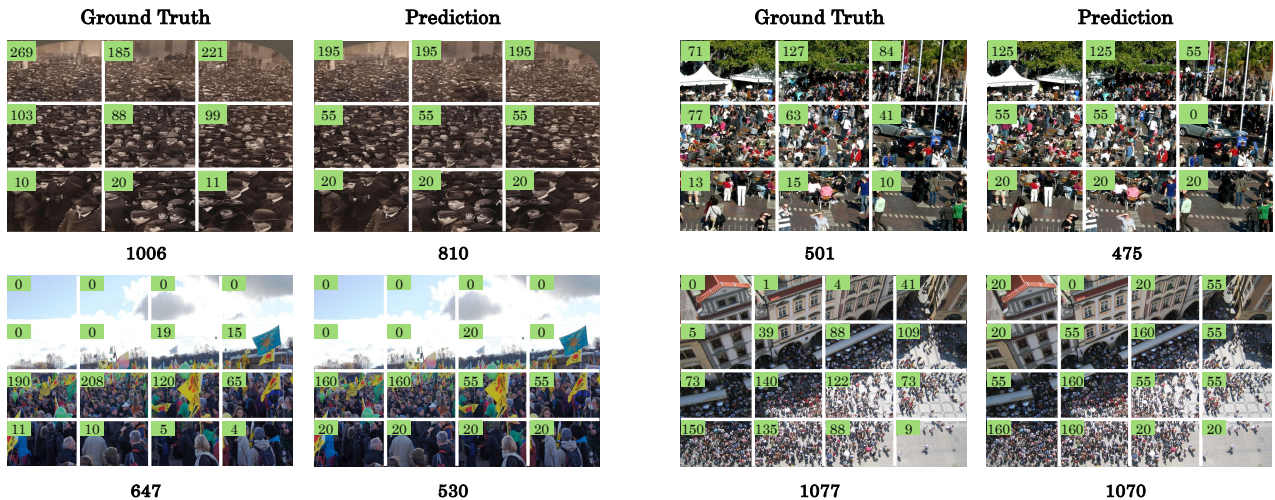 Ground Truth Prediction Ground Truth Prediction
269 185 221 195 195 195 71 127 84 125 125 55
103 88 99 55 55 55 77 63 41 55 55 0
10 20 11 20 20 20 13 15 10 20 20 20
1006 810 501 475
0 0 0 0 0 0 0 0 0 1 4 41 20 0 20 55
0 0 19 15 0 0 20 0 5 39 88 109 20 55 160 55
190 208 120 65 160 160 55 55 73 140 122 73 55 160 55 55
11 10 5 4 20 20 20 20 150 135 88 9 160 160 20 20
647 530 1077 1070